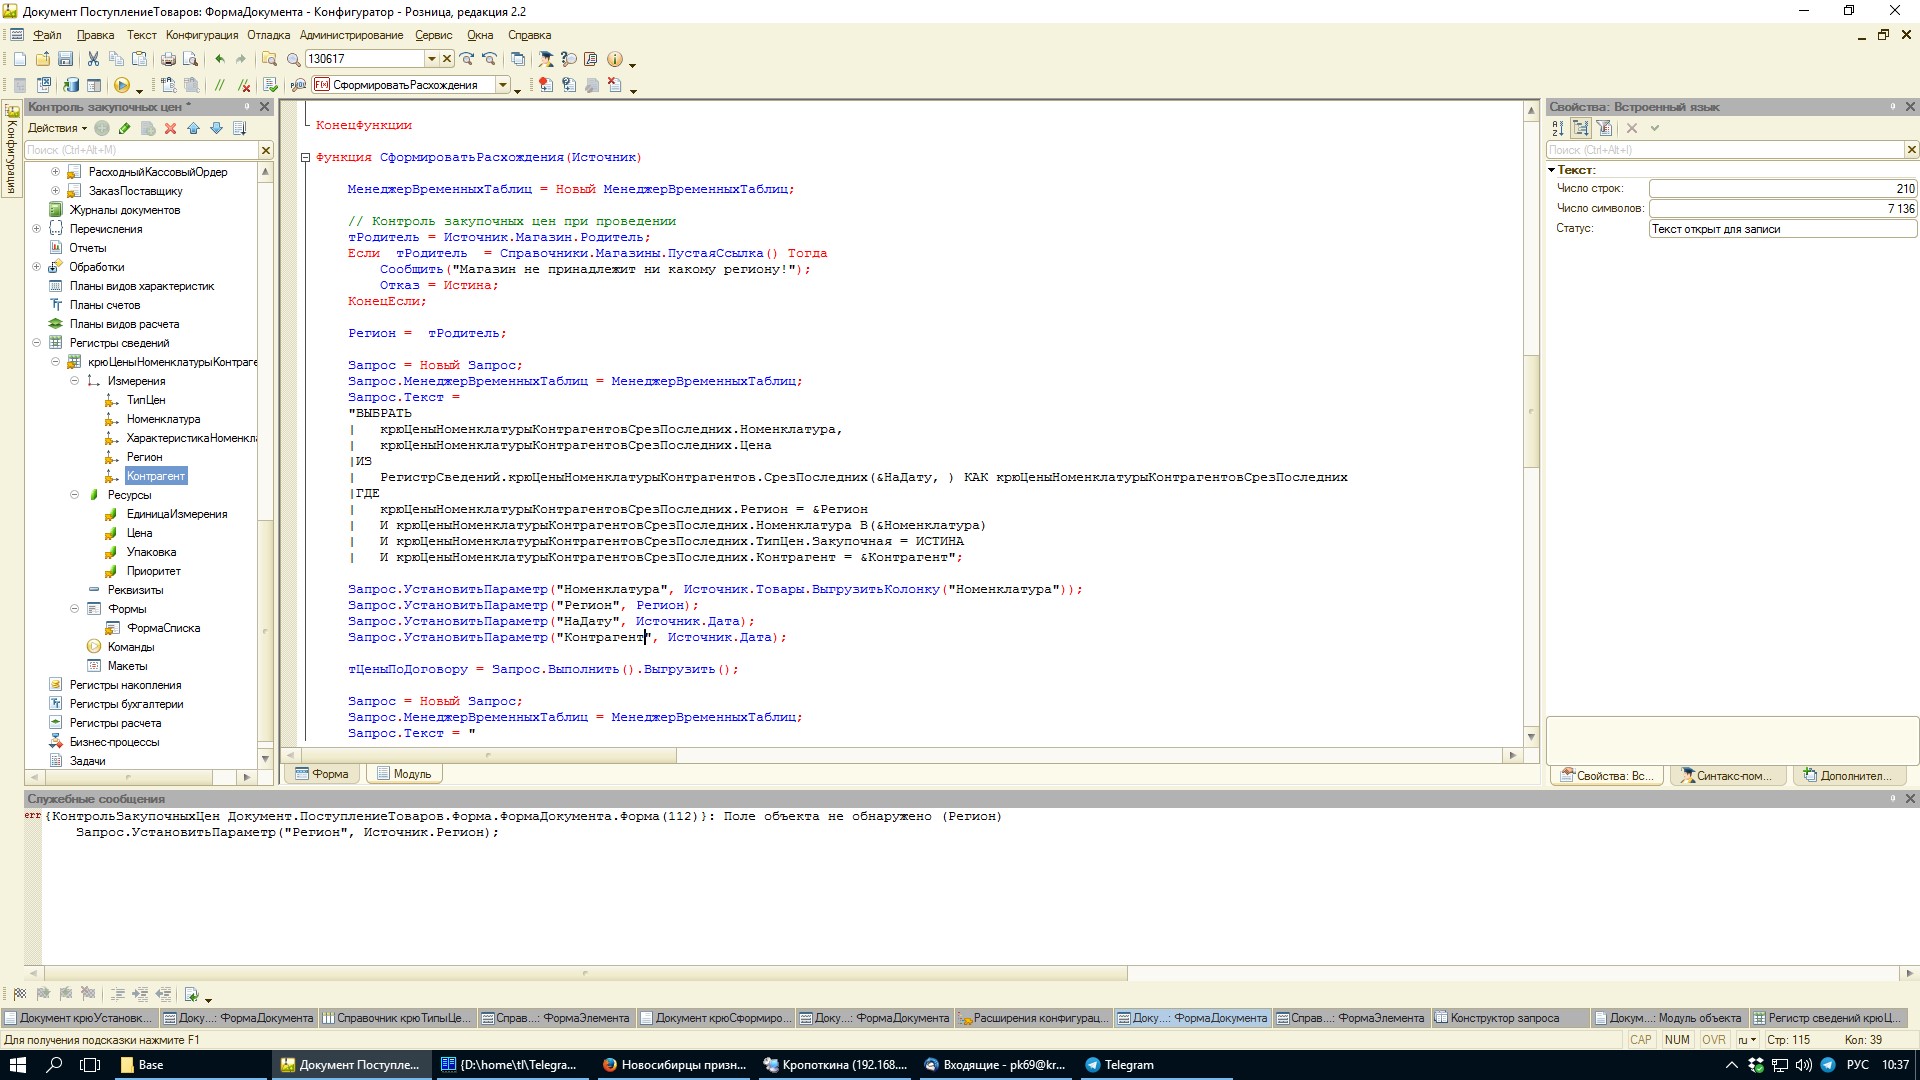 Документ ПоступлениеТоваров: ФормаДокумента - Конфигуратор - Розница, редакция 2.2
Файл Правка Текст Конфигурация Отладка Администрирование Сервис Окна Справка
130617
СформироватьРасхождения
Контроль закупочных цен *
Действия
Поиск (Ctrl+Alt+M)
Конфигурация
РасходныйКассовыйОрдер
ЗаказПоставщику
Журналы документов
Перечисления
Отчеты
Обработки
Планы видов характеристик
Планы счетов
Планы видов расчета
Регистры сведений
крюЦеныНоменклатурыКонтраге
Измерения
ТипЦен
Номенклатура
ХарактеристикаНоменкл
Регион
Контрагент
Ресурсы
ЕдиницаИзмерения
Цена
Упаковка
Приоритет
Реквизиты
Формы
ФормаСписка
Команды
Макеты
Регистры накопления
Регистры бухгалтерии
Регистры расчета
Бизнес-процессы
Задачи
КонецФункции
Функция СформироватьРасхождения(Источник)
МенеджерВременныхТаблиц = Новый МенеджерВременныхТаблиц;
// Контроль закупочных цен при проведении
тРодитель = Источник.Магазин.Родитель;
Если тРодитель = Справочники.Магазины.ПустаяСсылка() Тогда
Сообщить("Магазин не принадлежит ни какому региону!");
Отказ = Истина;
КонецЕсли;
Регион = тРодитель;
Запрос = Новый Запрос;
Запрос.МенеджерВременныхТаблиц = МенеджерВременныхТаблиц;
Запрос.Текст =
"ВЫБРАТЬ
| крюЦеныНоменклатурыКонтрагентовСрезПоследних.Номенклатура,
| крюЦеныНоменклатурыКонтрагентовСрезПоследних.Цена
|ИЗ
| РегистрСведений.крюЦеныНоменклатурыКонтрагентов.СрезПоследних(&НаДату, ) КАК крюЦеныНоменклатурыКонтрагентовСрезПоследних
|ГДЕ
| крюЦеныНоменклатурыКонтрагентовСрезПоследних.Регион = &Регион
| И крюЦеныНоменклатурыКонтрагентовСрезПоследних.Номенклатура В(&Номенклатура)
| И крюЦеныНоменклатурыКонтрагентовСрезПоследних.ТипЦен.Закупочная = ИСТИНА
| И крюЦеныНоменклатурыКонтрагентовСрезПоследних.Контрагент = &Контрагент";
Запрос.УстановитьПараметр("Номенклатура", Источник.Товары.ВыгрузитьКолонку("Номенклатура"));
Запрос.УстановитьПараметр("Регион", Регион);
Запрос.УстановитьПараметр("НаДату", Источник.Дата);
Запрос.УстановитьПараметр("Контрагент", Источник.Дата);
тЦеныПоДоговору = Запрос.Выполнить().Выгрузить();
Запрос = Новый Запрос;
Запрос.МенеджерВременныхТаблиц = МенеджерВременныхТаблиц;
Запрос.Текст = "
Форма Модуль
Свойства: Встроенный язык
Поиск (Ctrl+Alt+I)
Текст:
Число строк: 210
Число символов: 7 136
Статус: Текст открыт для записи
Свойства: Вс... Синтакс-пом... Дополнител...
Служебные сообщения
err {КонтрольЗакупочныхЦен Документ.ПоступлениеТоваров.Форма.ФормаДокумента.Форма(112)}: Поле объекта не обнаружено (Регион)
Запрос.УстановитьПараметр("Регион", Источник.Регион);
Документ крюУстановк... Доку...: ФормаДокумента Справочник крюТипыЦе... Справ...: ФормаЭлемента Документ крюСформиро... Доку...: ФормаДокумента Расширения конфигурац... Доку...: ФормаДокумента Справ...: ФормаЭлемента Конструктор запроса Докум...: Модуль объекта Регистр сведений крюЦ...
Для получения подсказки нажмите F1 CAP NUM OVR ru Стр: 115 Кол: 39
Base Документ Поступле... {D:\home\tl\Telegra... Новосибирцы призн... Кропоткина (192.168.... Входящие - pk69@kr... Telegram РУС 10:37